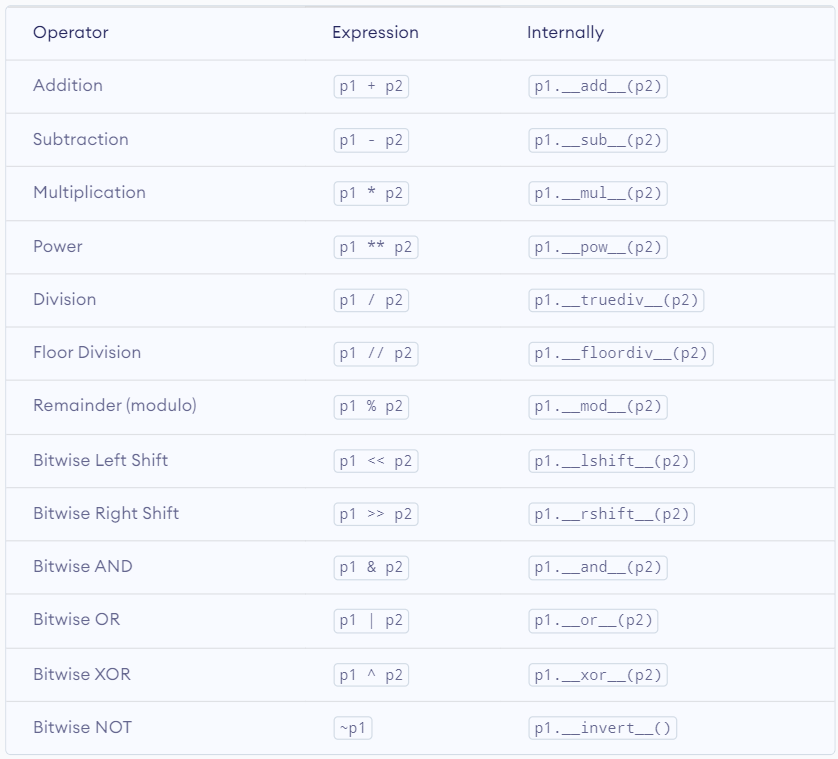 Operator Expression Internally
Addition p1 + p2 p1.__add__(p2)
Subtraction p1 - p2 p1.__sub__(p2)
Multiplication p1 * p2 p1.__mul__(p2)
Power p1 ** p2 p1.__pow__(p2)
Division p1 / p2 p1.__truediv__(p2)
Floor Division p1 // p2 p1.__floordiv__(p2)
Remainder (modulo) p1 % p2 p1.__mod__(p2)
Bitwise Left Shift p1 << p2 p1.__lshift__(p2)
Bitwise Right Shift p1 >> p2 p1.__rshift__(p2)
Bitwise AND p1 & p2 p1.__and__(p2)
Bitwise OR p1 | p2 p1.__or__(p2)
Bitwise XOR p1 ^ p2 p1.__xor__(p2)
Bitwise NOT ~p1 p1.__invert__()